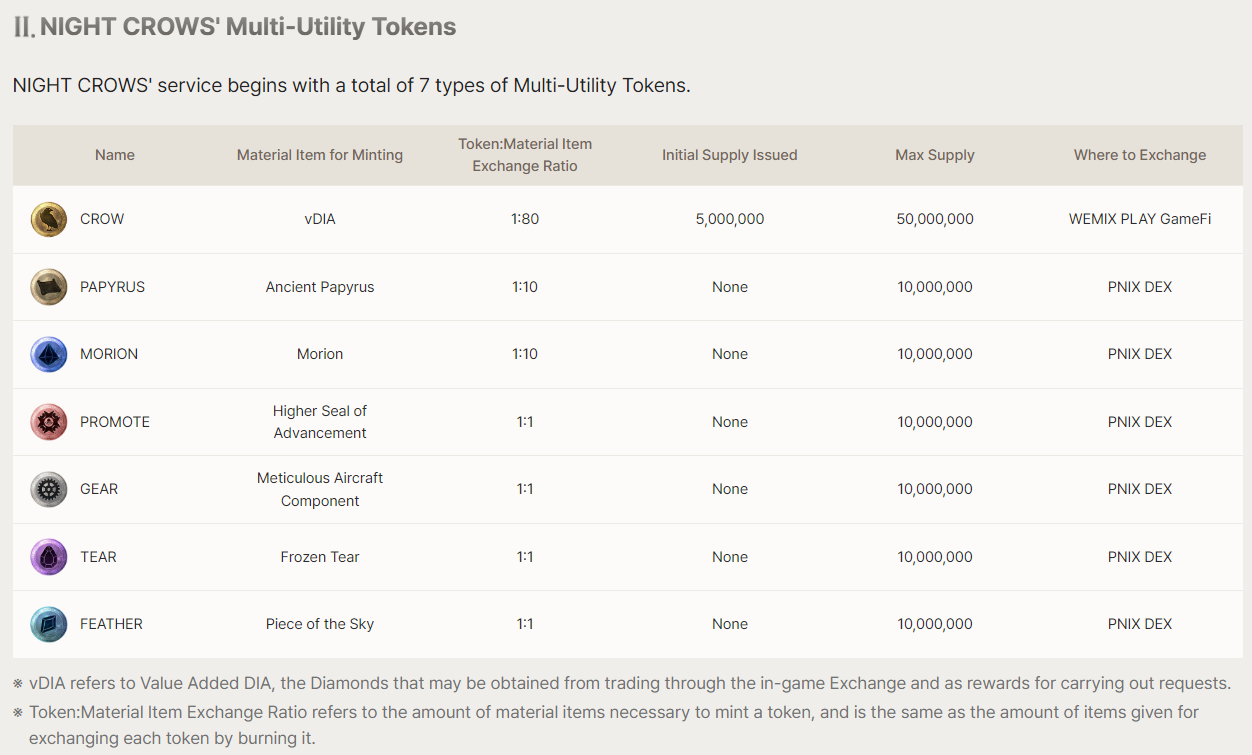 II. NIGHT CROWS' Multi-Utility Tokens
NIGHT CROWS' service begins with a total of 7 types of Multi-Utility Tokens.
Name Material Item for Minting Token:Material Item Exchange Ratio Initial Supply Issued Max Supply Where to Exchange
CROW vDIA 1:80 5,000,000 50,000,000 WEMIX PLAY GameFi
PAPYRUS Ancient Papyrus 1:10 None 10,000,000 PNIX DEX
MORION Morion 1:10 None 10,000,000 PNIX DEX
PROMOTE Higher Seal of Advancement 1:1 None 10,000,000 PNIX DEX
GEAR Meticulous Aircraft Component 1:1 None 10,000,000 PNIX DEX
TEAR Frozen Tear 1:1 None 10,000,000 PNIX DEX
FEATHER Piece of the Sky 1:1 None 10,000,000 PNIX DEX
※ vDIA refers to Value Added DIA, the Diamonds that may be obtained from trading through the in-game Exchange and as rewards for carrying out requests.
※ Token:Material Item Exchange Ratio refers to the amount of material items necessary to mint a token, and is the same as the amount of items given for
exchanging each token by burning it.